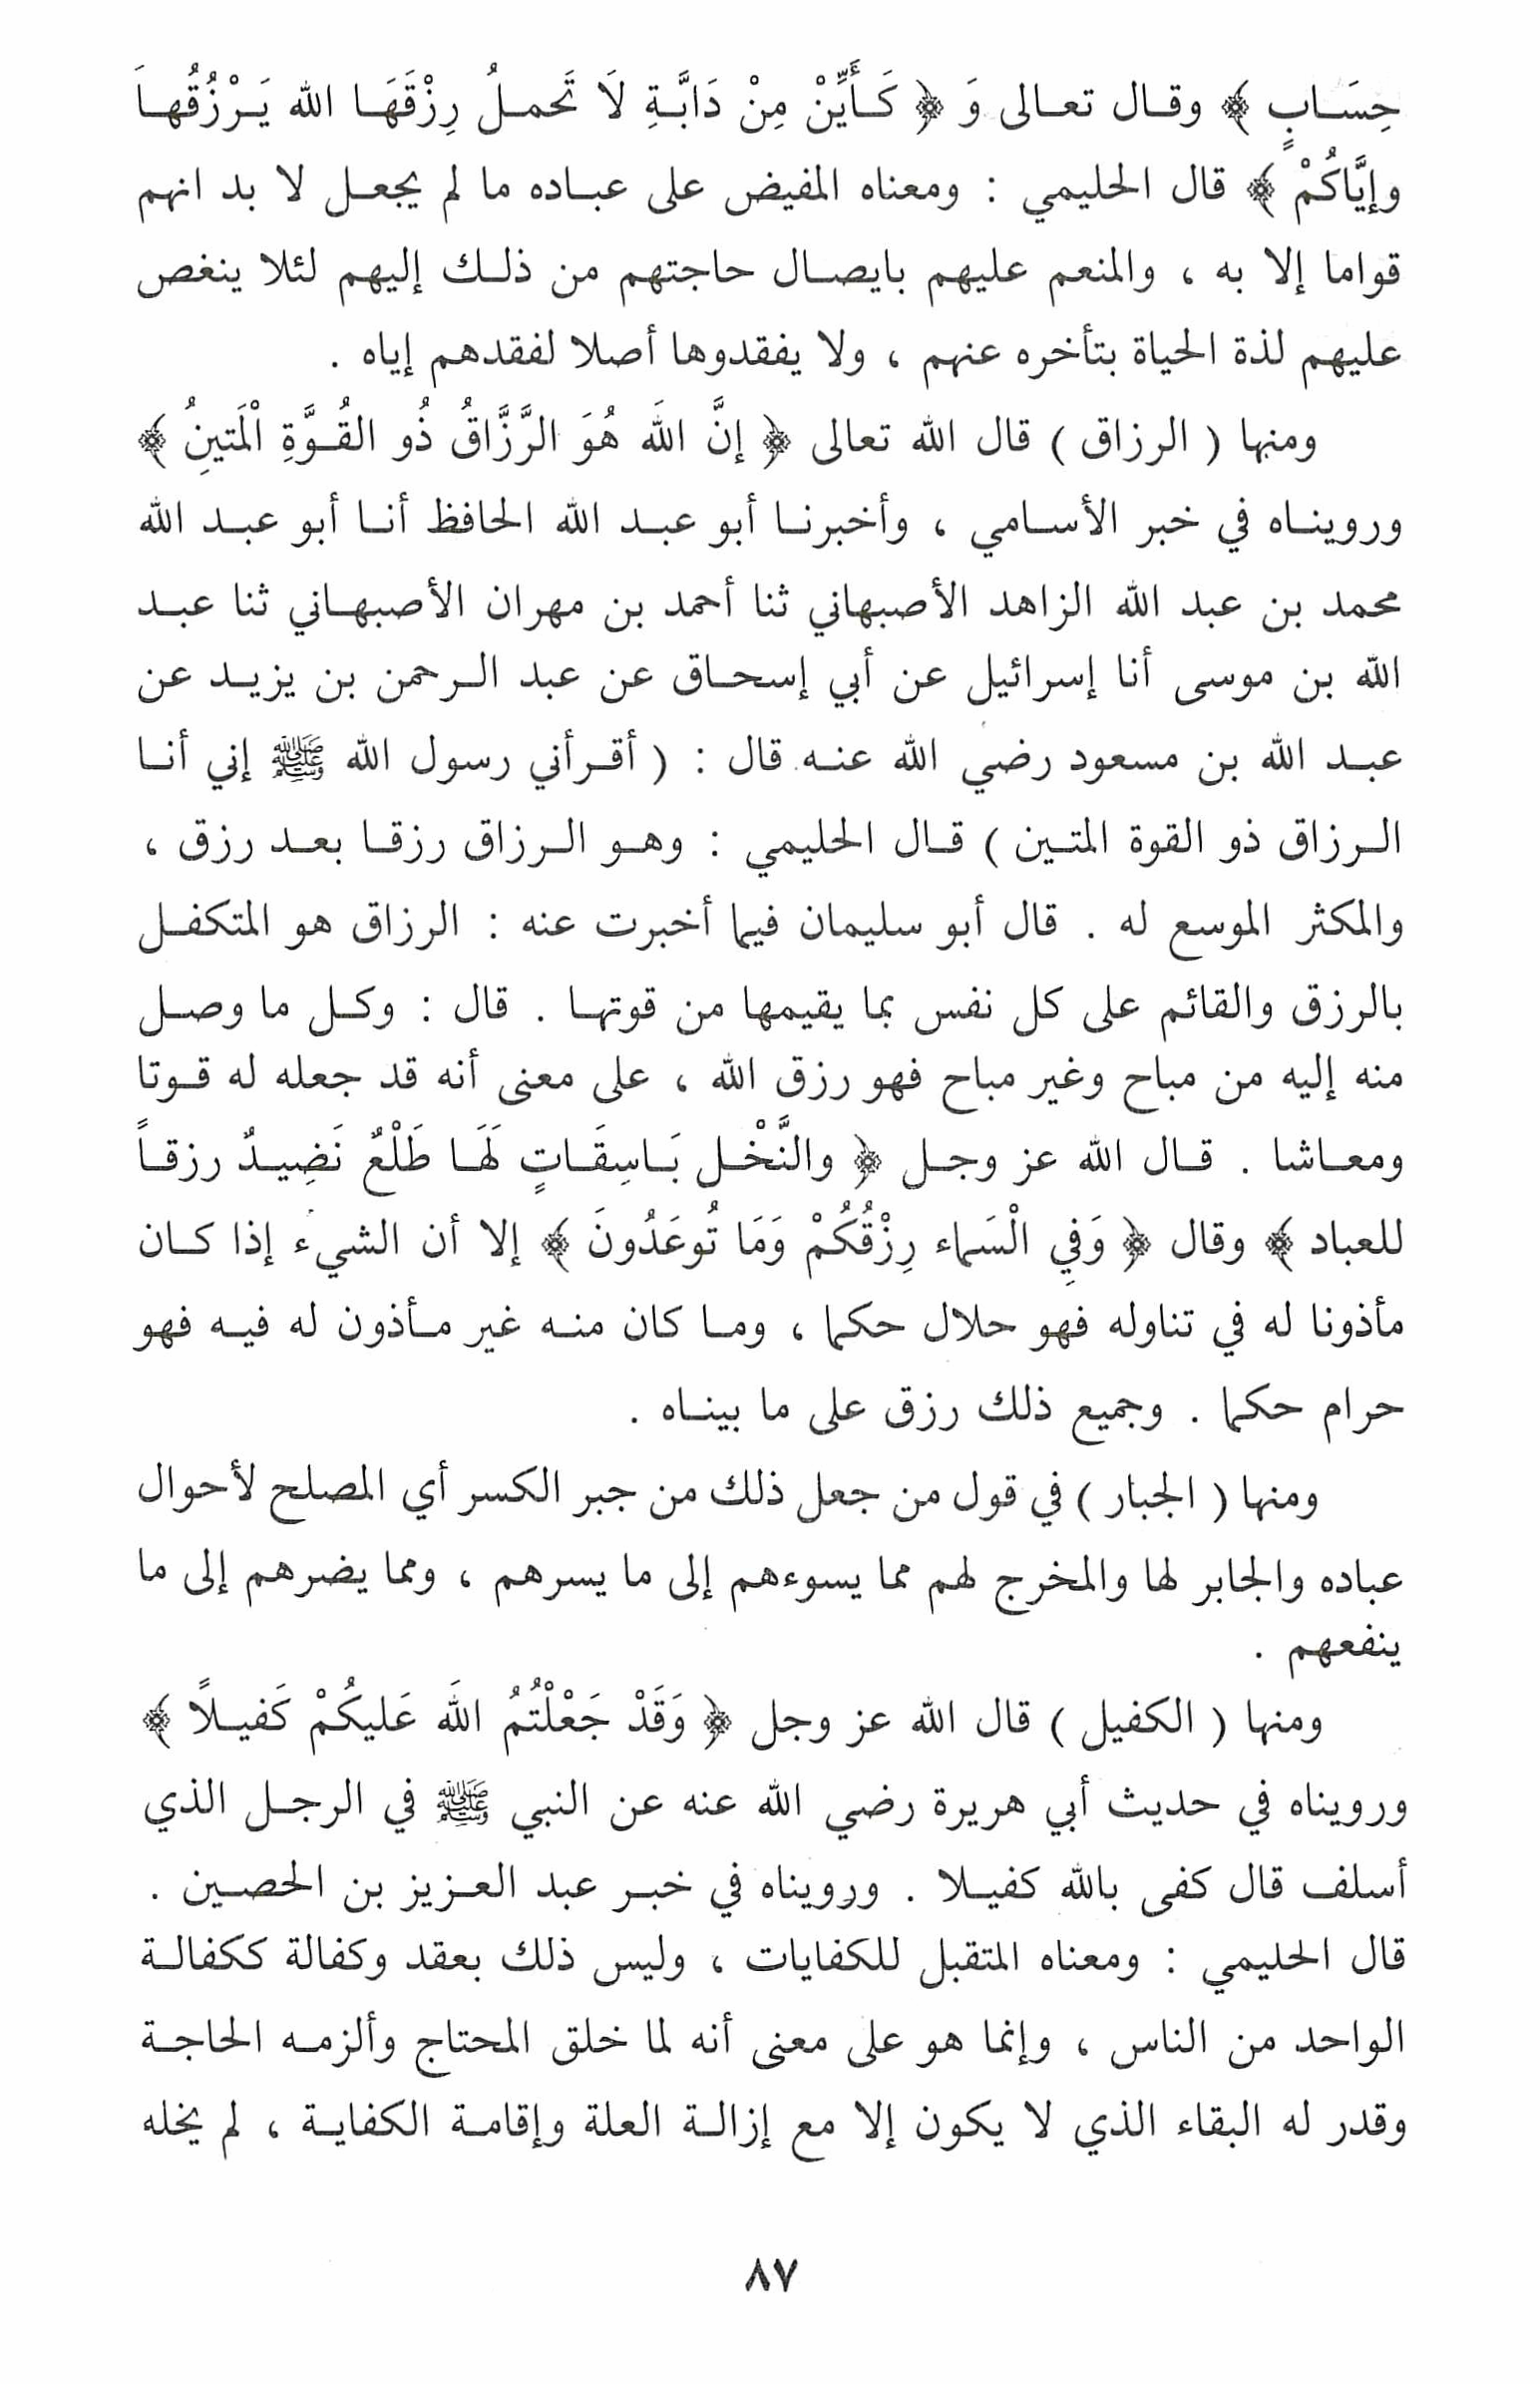 حِسَابٍ ﴾ وقال تعالى وَ ﴿ كَأَيِّنْ مِنْ دَابَّةٍ لَا تَحملُ رِزْقَهَا الله يَرْزُقُهاَ
وإيَّاكُمْ ﴾ قال الحليمي : ومعناه المفيض على عباده ما لم يجعل لا بد انهم
قواما إلا به ، والمنعم عليهم بايصال حاجتهم من ذلك إليهم لئلا ينغص
عليهم لذة الحياة بتأخره عنهم ، ولا يفقدوها أصلا لفقدهم إياه .
ومنها ( الرزاق ) قال الله تعالى ﴿ إنَّ اللَه هُوَ الرَّزَّاقُ ذُو القُوَّةِ اْلَمتينُ ﴾
ورويناه في خبر الأسامي ، وأخبرنا أبو عبد الله الحافظ أنا أبو عبد الله
محمد بن عبد الله الزاهد الأصبهاني ثنا أحمد بن مهران الأصبهاني ثنا عبد
الله بن موسى أنا إسرائيل عن أبي إسحاق عن عبد الرحمن بن يزيد عن
عبد الله بن مسعود رضي الله عنه قال : ( أقرأني رسول الله ﷺ إني أنا
الرزاق ذو القوة المتين ) قال الحليمي : وهو الرزاق رزقا بعد رزق ،
والمكثر الموسع له . قال أبو سليمان فيما أخبرت عنه : الرزاق هو المتكفل
بالرزق والقائم على كل نفس بما يقيمها من قوتها . قال : وكل ما وصل
منه إليه من مباح وغير مباح فهو رزق الله ، على معنى أنه قد جعله له قوتا
ومعاشا . قال الله عز وجل ﴿ والنَّخْل بَاسِقَاتٍ لَهَا طَلْعٌ نَضِيدٌ رزقاً
للعباد ﴾ وقال ﴿ وَفِي الْسَماء رِزْقُكُمْ وَمَا تُوعَدُونَ ﴾ إلا أن الشيء إذا كان
مأذونا له في تناوله فهو حلال حكما ، وما كان منه غير مأذون له فيه فهو
حرام حكما . وجميع ذلك رزق على ما بيناه .
ومنها ( الجبار ) في قول من جعل ذلك من جبر الكسر أي المصلح لأحوال
عباده والجابر لها والمخرج لهم مما يسوءهم إلى ما يسرهم ، ومما يضرهم إلى ما
ينفعهم .
ومنها ( الكفيل ) قال الله عز وجل ﴿ وَقَدْ جَعْلْتُمُ اللَه عَليكُمْ كَفيلاً ﴾
ورويناه في حديث أبي هريرة رضي الله عنه عن النبي ﷺ في الرجل الذي
أسلف قال كفى بالله كفيلا . ورويناه في خبر عبد العزيز بن الحصين .
قال الحليمي : ومعناه المتقبل للكفايات ، وليس ذلك بعقد وكفالة ككفالة
الواحد من الناس ، وإنما هو على معنى أنه لما خلق المحتاج وألزمه الحاجة
وقدر له البقاء الذي لا يكون إلا مع إزالة العلة وإقامة الكفاية ، لم يخله
٨٧